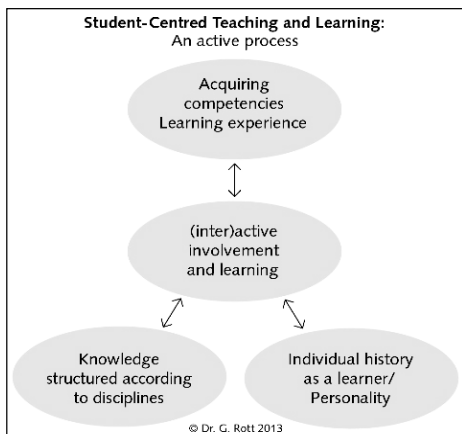 Student-Centred Teaching and Learning:
An active process
Acquiring
competencies
Learning experience
(inter)active
involvement
and learning
Knowledge
structured according
to disciplines
Individual history
as a learner/
Personality
© Dr. G. Rott 2013